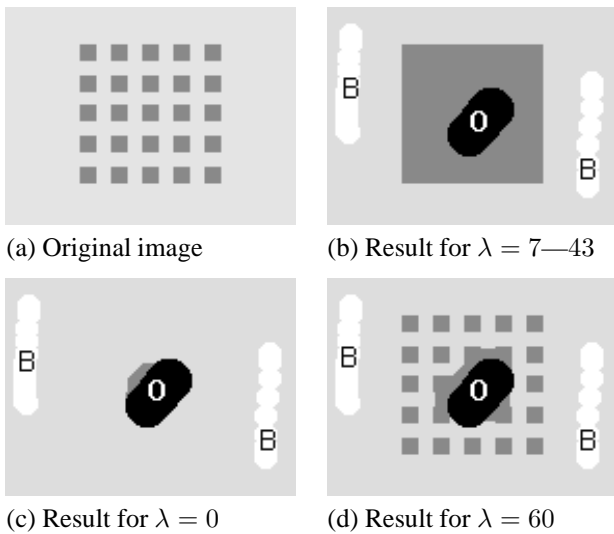 (a) Original image
B
O
B
(b) Result for λ = 7—43
B
O
B
(c) Result for λ = 0
B
O
B
(d) Result for λ = 60